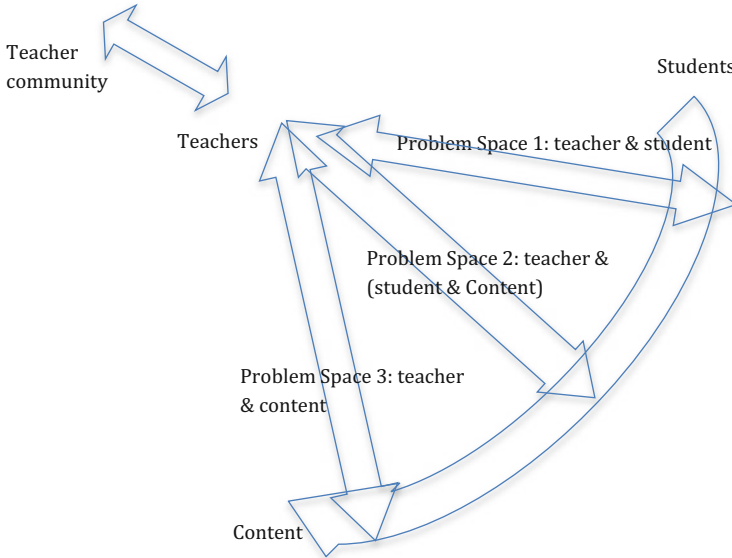 Teacher
community
Students
Teachers
Problem Space 1: teacher & student
Problem Space 2: teacher &
(student & Content)
Problem Space 3: teacher
& content
Content